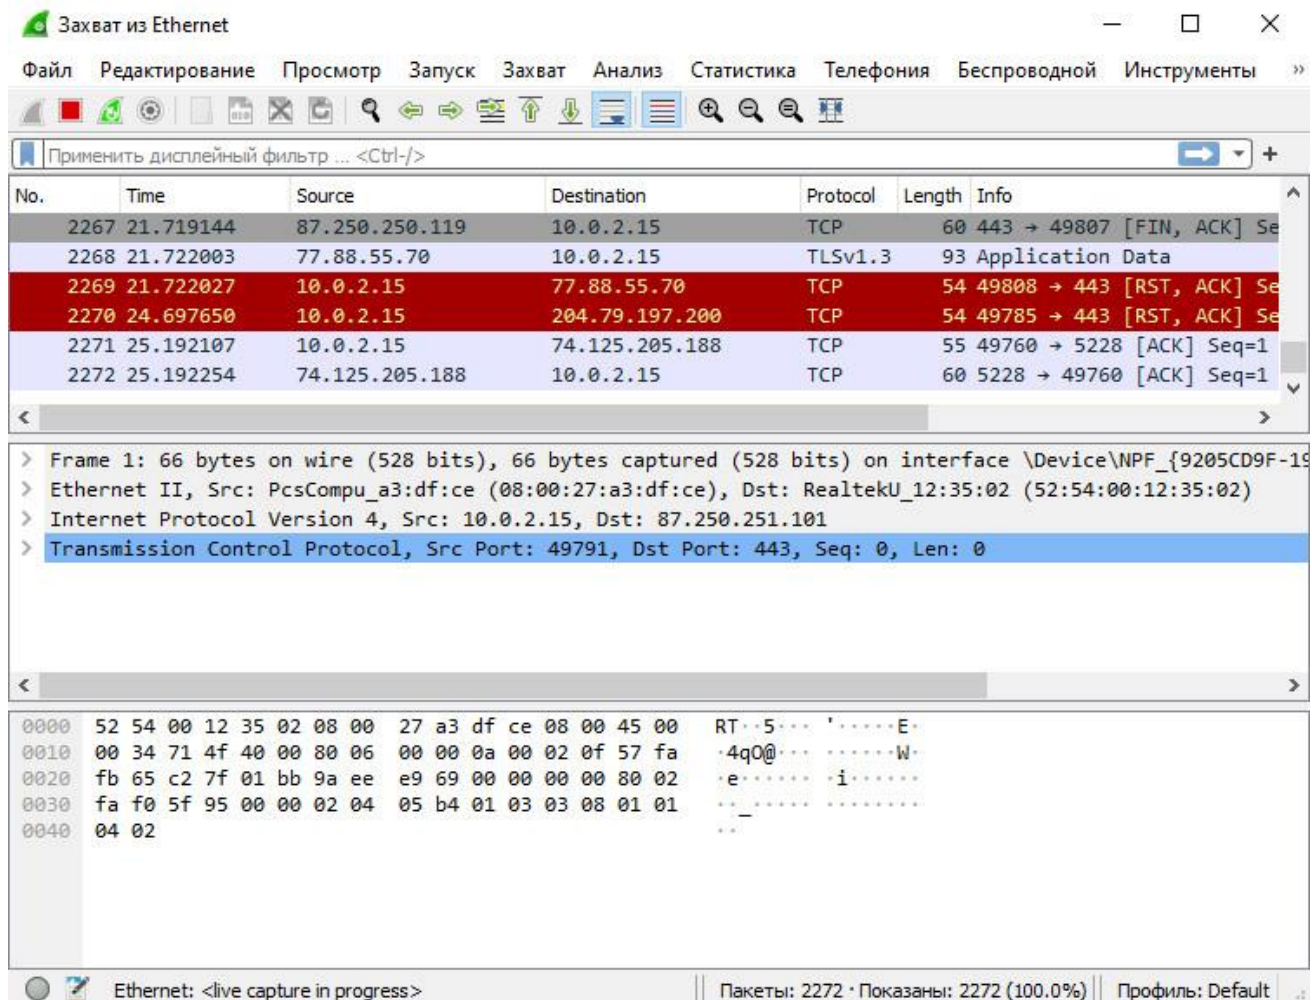 Захват из Ethernet
Файл Редактирование Просмотр Запуск Захват Анализ Статистика Телефония Беспроводной Инструменты »
Применить дисплейный фильтр ... <Ctrl-/> +
No. Time Source Destination Protocol Length Info
2267 21.719144 87.250.250.119 10.0.2.15 TCP 60 443 → 49807 [FIN, ACK] Se
2268 21.722003 77.88.55.70 10.0.2.15 TLSv1.3 93 Application Data
2269 21.722027 10.0.2.15 77.88.55.70 TCP 54 49808 → 443 [RST, ACK] Se
2270 24.697650 10.0.2.15 204.79.197.200 TCP 54 49785 → 443 [RST, ACK] Se
2271 25.192107 10.0.2.15 74.125.205.188 TCP 55 49760 → 5228 [ACK] Seq=1
2272 25.192254 74.125.205.188 10.0.2.15 TCP 60 5228 → 49760 [ACK] Seq=1
> Frame 1: 66 bytes on wire (528 bits), 66 bytes captured (528 bits) on interface \Device\NPF_{9205CD9F-19
> Ethernet II, Src: PcsCompu_a3:df:ce (08:00:27:a3:df:ce), Dst: RealtekU_12:35:02 (52:54:00:12:35:02)
> Internet Protocol Version 4, Src: 10.0.2.15, Dst: 87.250.251.101
> Transmission Control Protocol, Src Port: 49791, Dst Port: 443, Seq: 0, Len: 0
0000 52 54 00 12 35 02 08 00 27 a3 df ce 08 00 45 00 RT··5··· '·····E·
0010 00 34 71 4f 40 00 80 06 00 00 0a 00 02 0f 57 fa ·4qO@··· ······W·
0020 fb 65 c2 7f 01 bb 9a ee e9 69 00 00 00 00 80 02 ·e······ ·i······
0030 fa f0 5f 95 00 00 02 04 05 b4 01 03 03 08 01 01 ··_····· ········
0040 04 02 ··
Ethernet: <live capture in progress> Пакеты: 2272 · Показаны: 2272 (100.0%) Профиль: Default